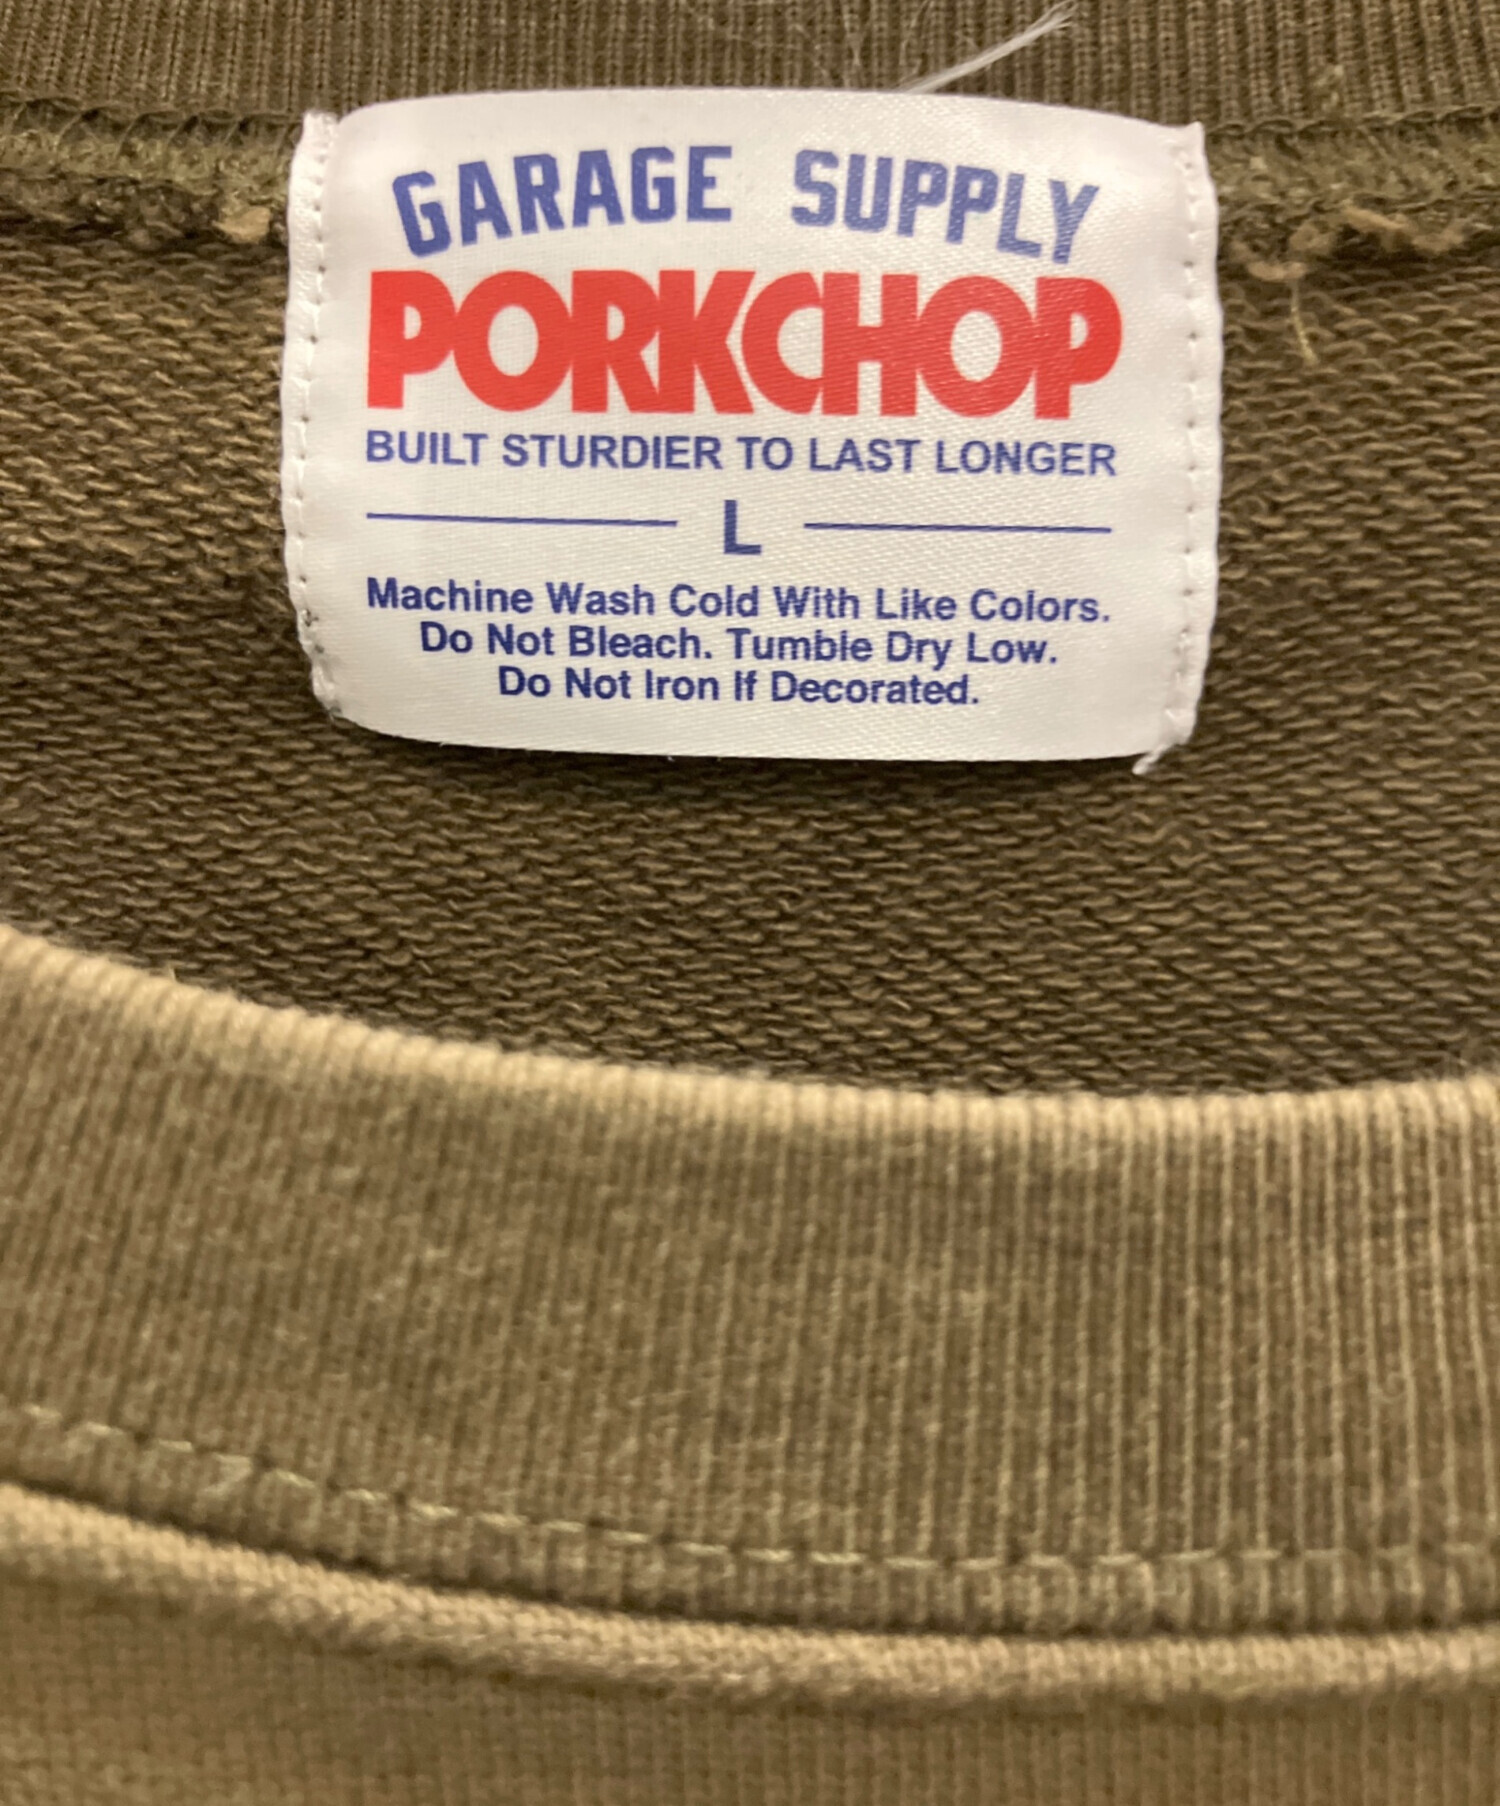 GARAGE SUPPLY
PORKCHOP
BUILT STURDIER TO LAST LONGER
L
Machine Wash Cold With Like Colors.
Do Not Bleach. Tumble Dry Low.
Do Not Iron If Decorated.